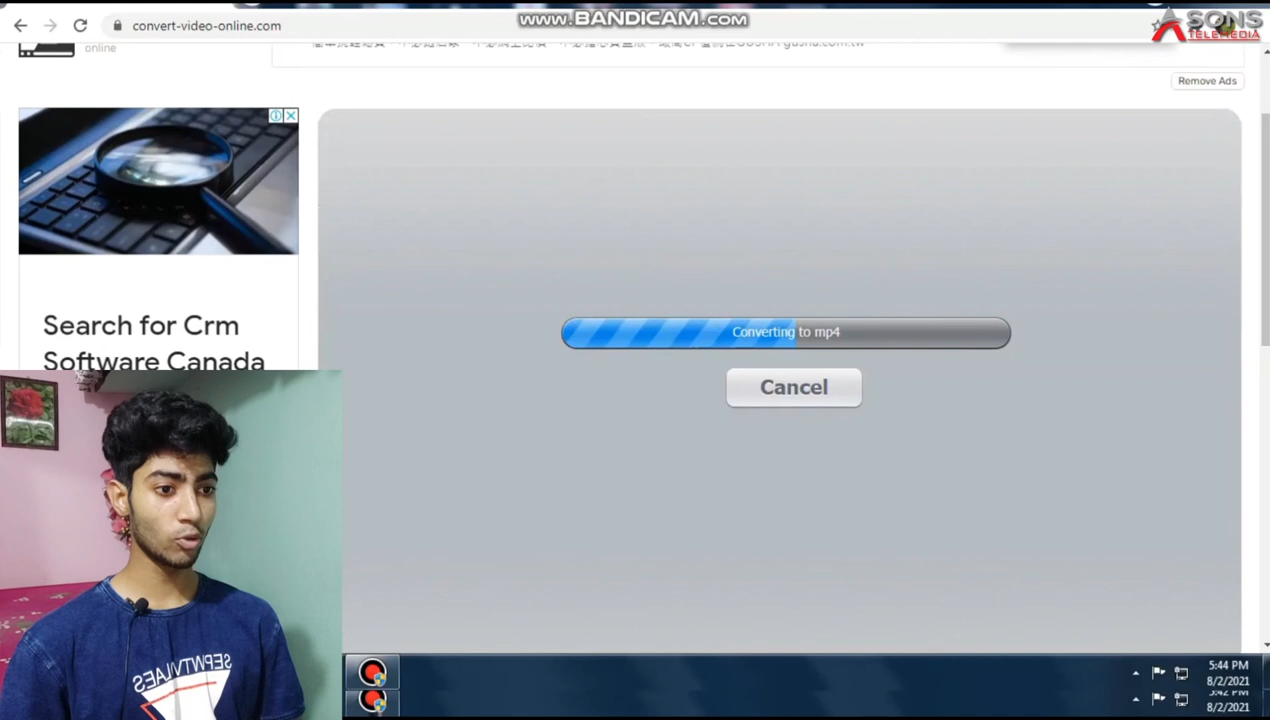 convert-video-online.com
www.BANDICAM.com
A SONS
TELEMEDIA
online
Remove Ads
Search for Crm
Software Canada
Converting to mp4
Cancel
SEPWTVLAES
5:44 PM
8/2/2021
8/2/2021